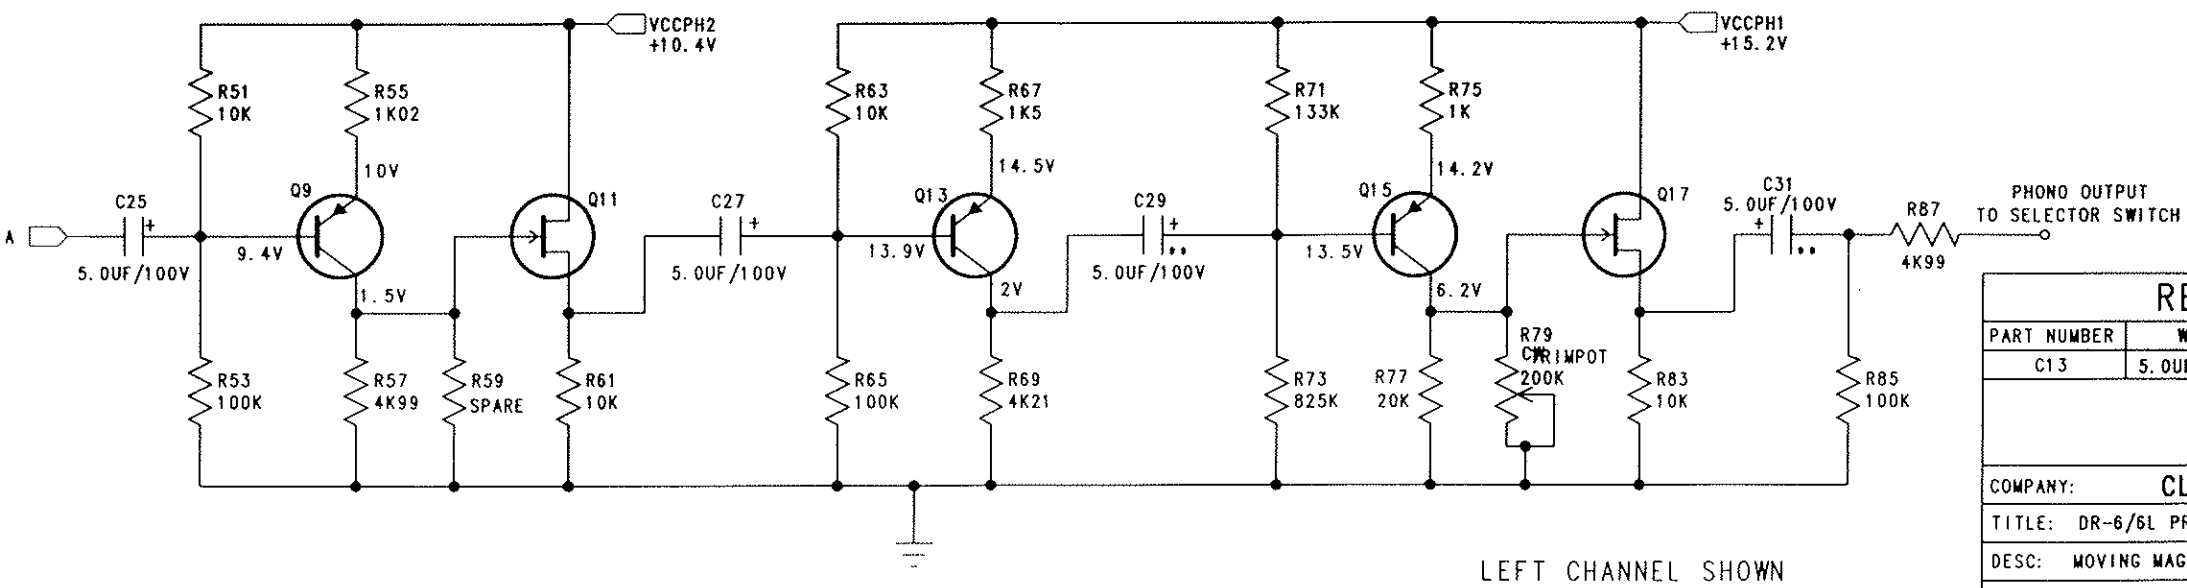 VCCPH2
+10.4V
VCCPH1
+15.2V
R51
10K
R55
1K02
R63
10K
R67
1K5
R71
133K
R75
1K
10V
14.5V
14.2V
Q9
Q11
Q13
Q15
Q17
C25
C27
C29
C31
5.0UF/100V
R87
4K99
PHONO OUTPUT
TO SELECTOR SWITCH
A
+
+
+
+
9.4V
13.9V
13.5V
5.0UF/100V
5.0UF/100V
5.0UF/100V
1.5V
2V
6.2V
R53
100K
R57
4K99
R59
SPARE
R61
10K
R65
100K
R69
4K21
R73
825K
R77
20K
R79
TRIMPOT
200K
R83
10K
R85
100K
PART NUMBER
C13
COMPANY:
TITLE: DR-6/6L
DESC: MOVING
LEFT CHANNEL SHOWN